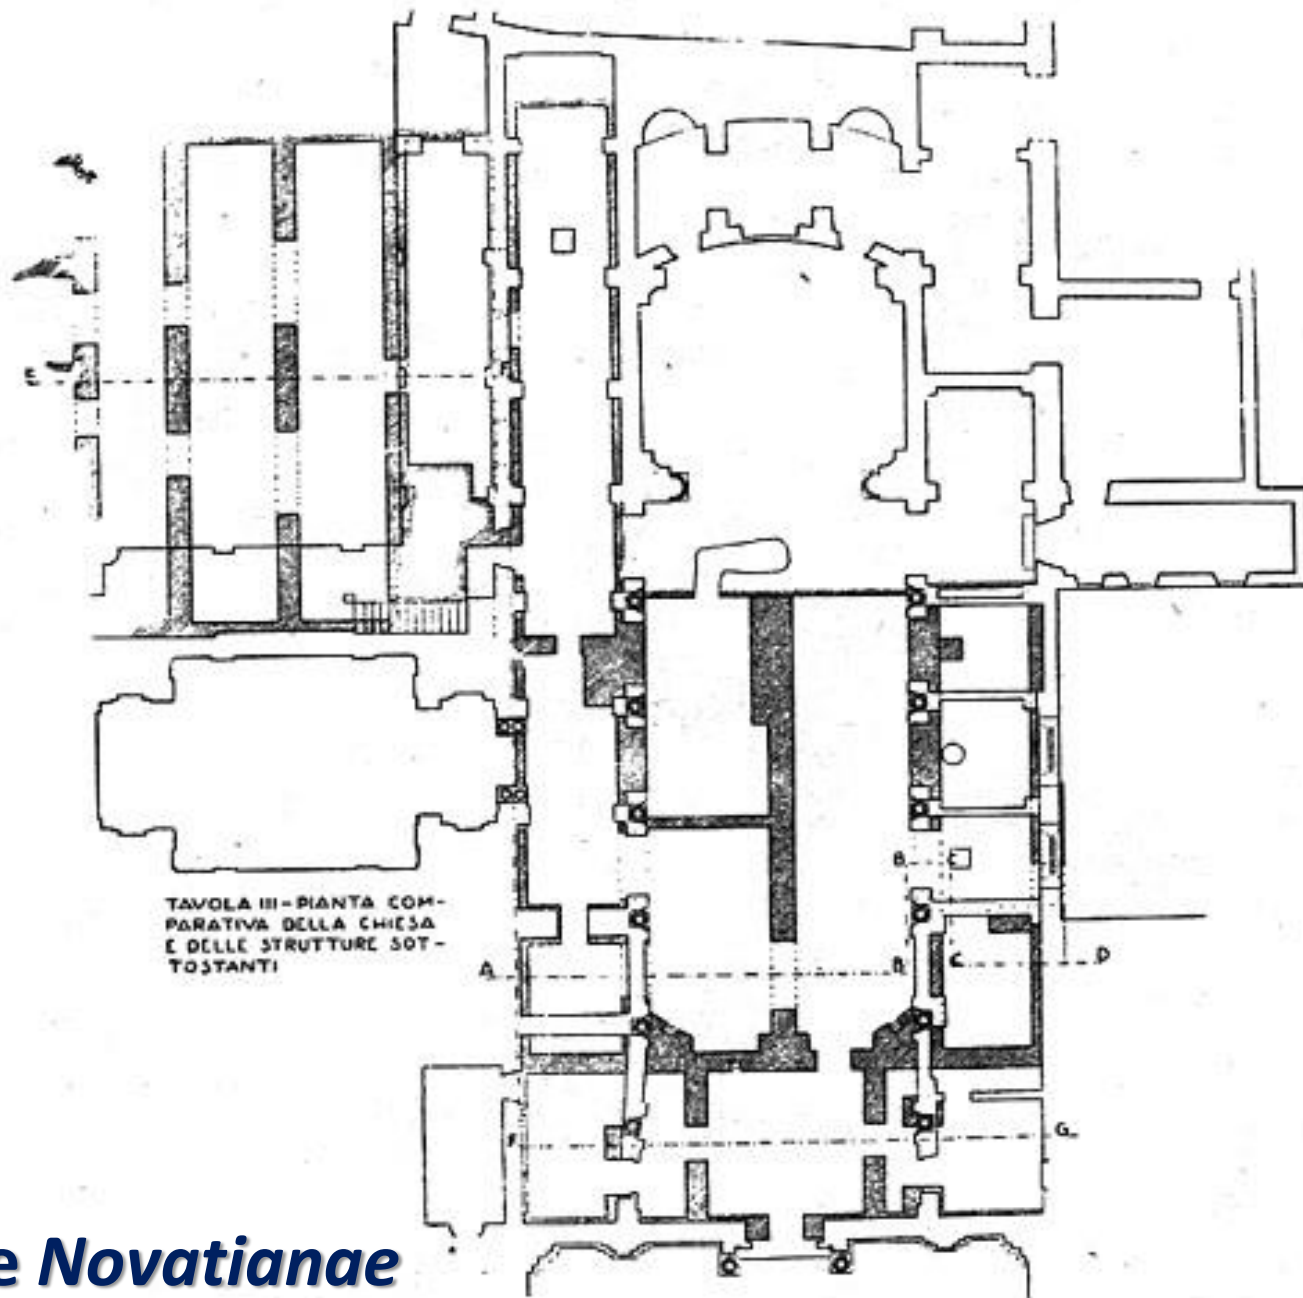 E
B
TAVOLA III - PIANTA COM-
PARATIVA DELLA CHIESA
E DELLE STRUTTURE SOT-
TOSTANTI
A
B
C
D
F
G
e Novatianae